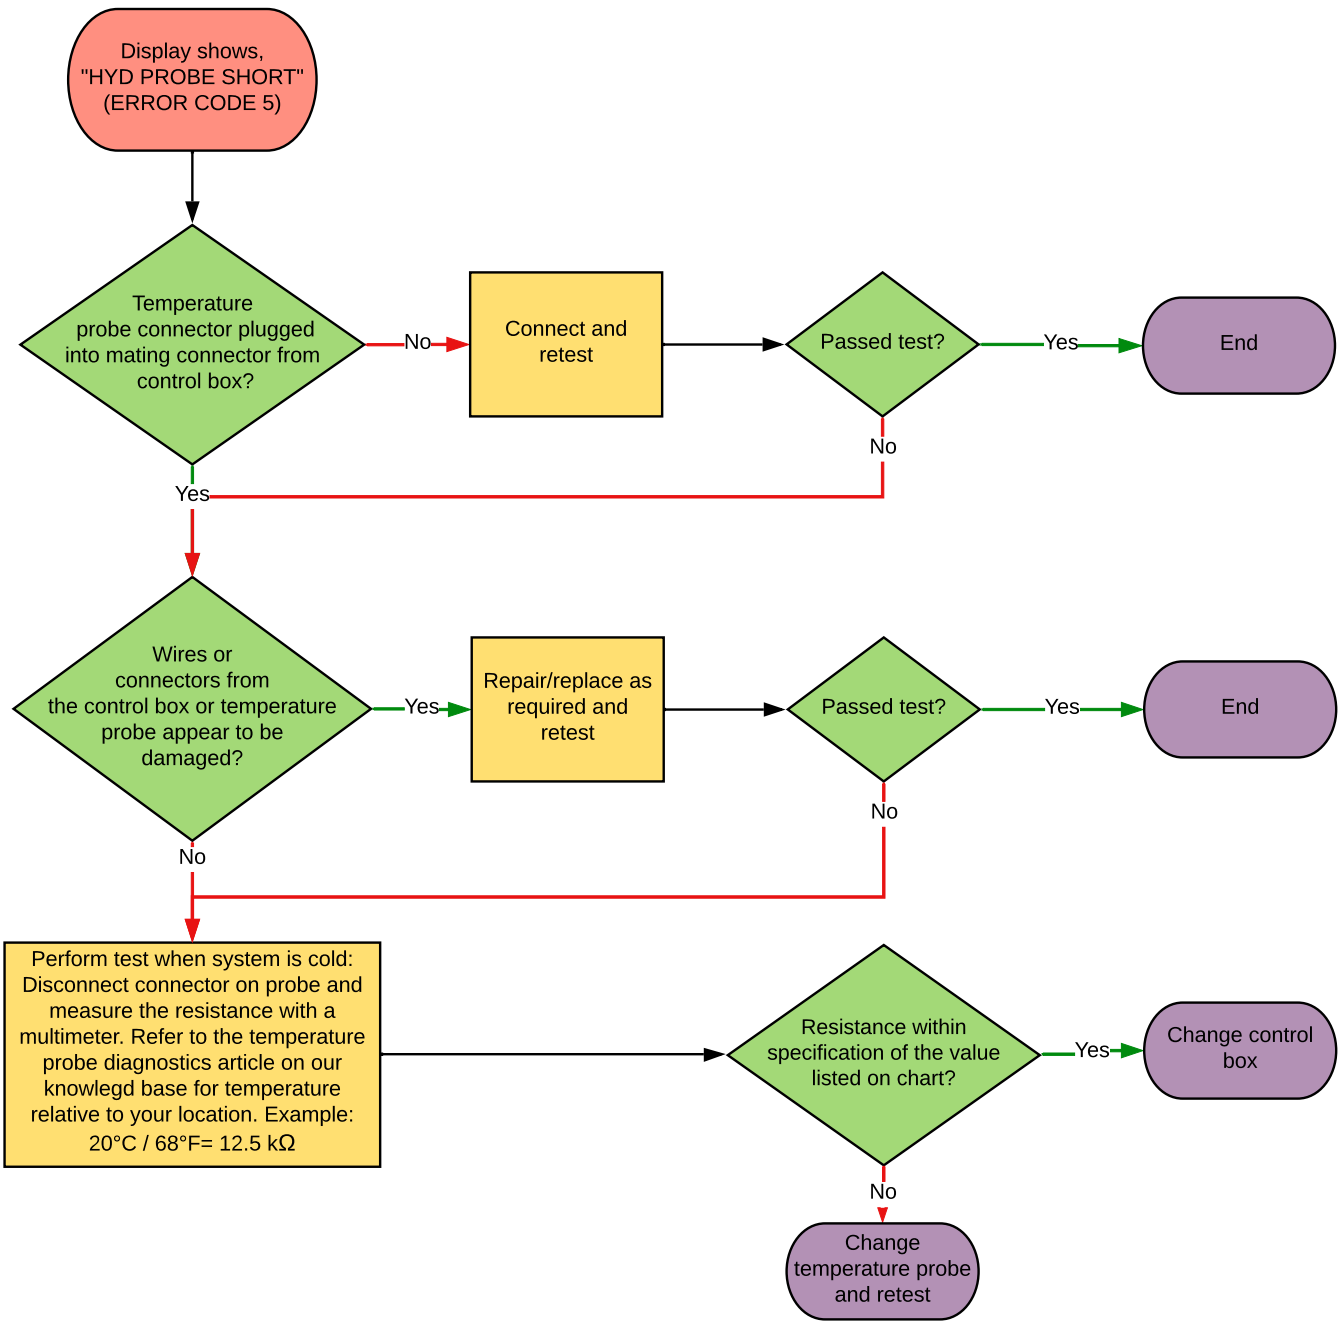 Display shows,
"HYD PROBE SHORT"
(ERROR CODE 5)
Temperature
probe connector plugged
into mating connector from
control box?
No
Connect and
retest
Passed test?
Yes
End
No
Yes
Wires or
connectors from
the control box or temperature
probe appear to be
damaged?
Yes
Repair/replace as
required and
retest
Passed test?
Yes
End
No
No
Perform test when system is cold:
Disconnect connector on probe and
measure the resistance with a
multimeter. Refer to the temperature
probe diagnostics article on our
knowlegd base for temperature
relative to your location. Example:
20°C / 68°F= 12.5 kΩ
Resistance within
specification of the value
listed on chart?
Yes
Change control
box
No
Change
temperature probe
and retest